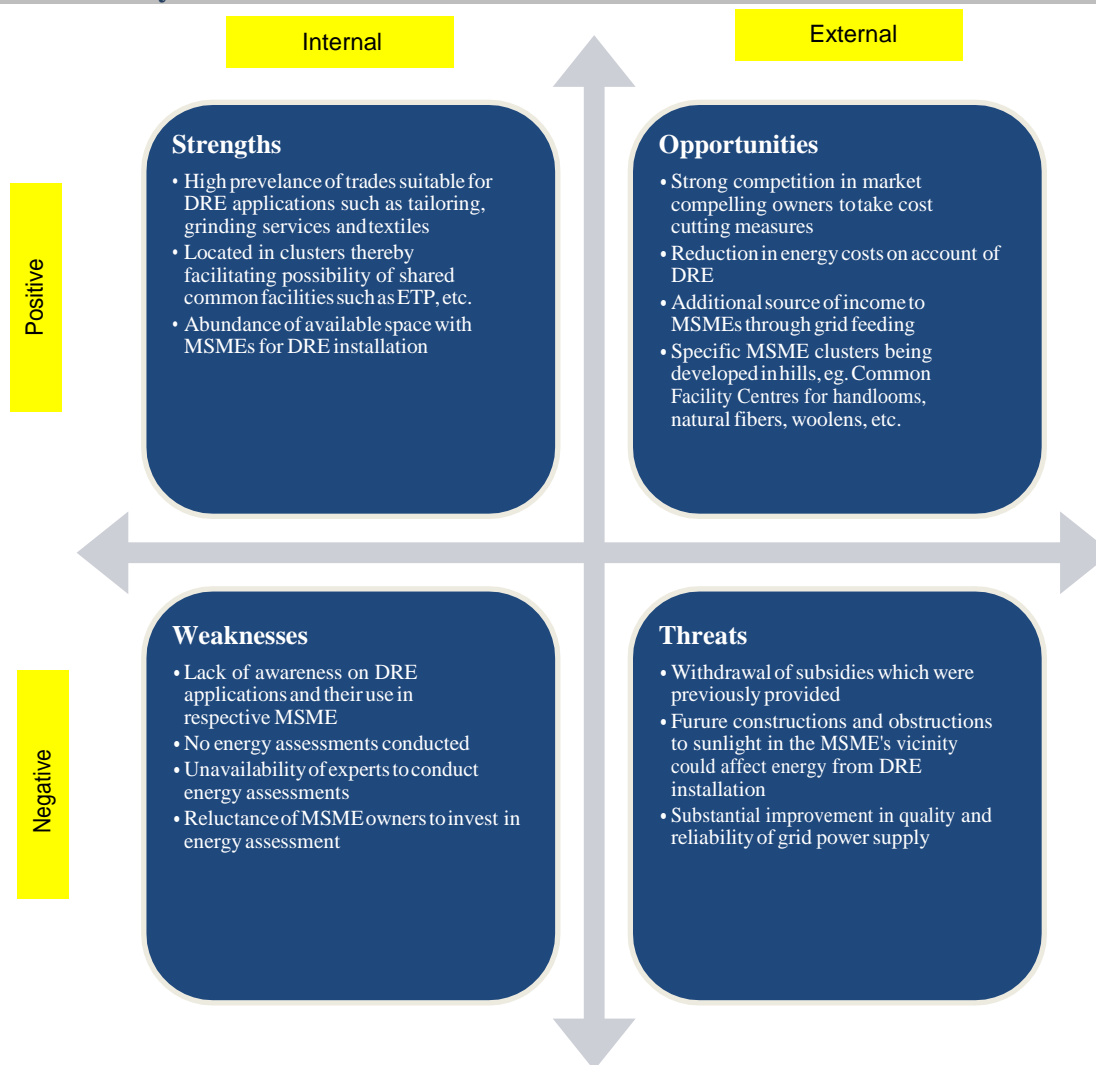 Internal
External
Positive
Strengths
• High prevelance of trades suitable for
DRE applications such as tailoring,
grinding services and textiles
• Located in clusters thereby
facilitating possibility of shared
common facilities such as ETP, etc.
• Abundance of available space with
MSMEs for DRE installation
Opportunities
• Strong competition in market
compelling owners to take cost
cutting measures
• Reduction in energy costs on account of
DRE
• Additional source of income to
MSMEs through grid feeding
• Specific MSME clusters being
developed in hills, eg. Common
Facility Centres for handlooms,
natural fibers, woolens, etc.
Negative
Weaknesses
• Lack of awareness on DRE
applications and their use in
respective MSME
• No energy assessments conducted
• Unavailability of experts to conduct
energy assessments
• Reluctance of MSME owners to invest in
energy assessment
Threats
• Withdrawal of subsidies which were
previously provided
• Furure constructions and obstructions
to sunlight in the MSME's vicinity
could affect energy from DRE
installation
• Substantial improvement in quality and
reliability of grid power supply